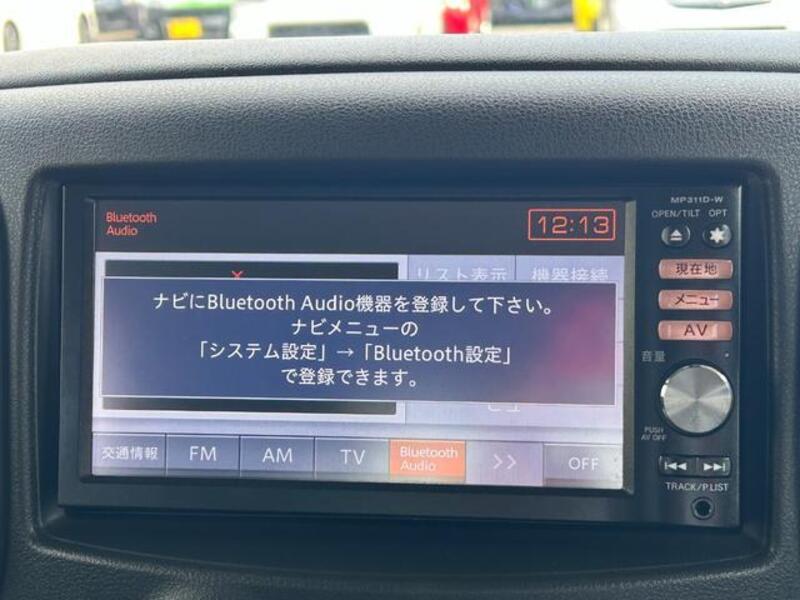 MP311D-W
OPEN/TILT OPT
Bluetooth
Audio
12:13
リスト表示 機器接続
ナビにBluetooth Audio機器を登録して下さい。
ナビメニューの
「システム設定」→「Bluetooth設定」
で登録できます。
交通情報 FM AM TV Bluetooth Audio >> OFF
現在地
メニュー
AV
音量
PUSH
AV OFF
TRACK/P.LIST